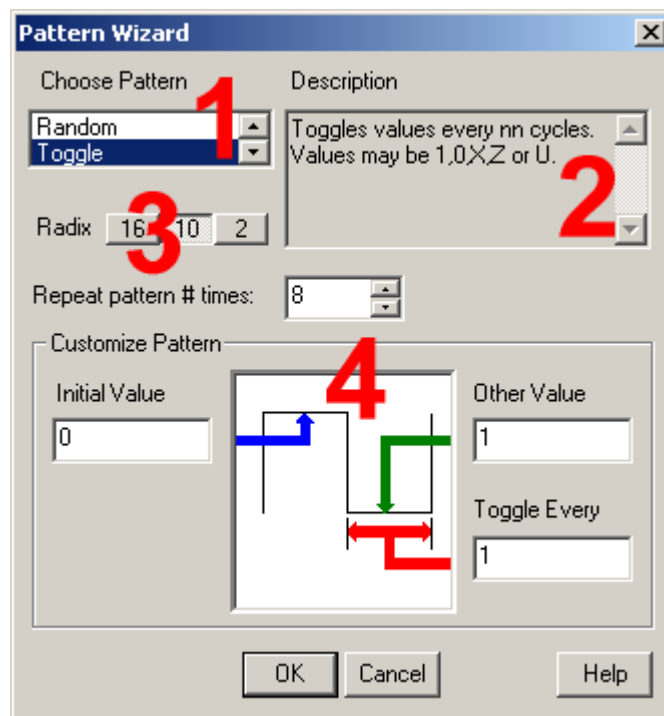 Pattern Wizard
Choose Pattern
1
Description
Random
Toggle
Toggles values every nn cycles.
Values may be 1,0,X,Z or U.
2
Radix 16 10 2
3
Repeat pattern # times: 8
Customize Pattern
4
Initial Value
0
Other Value
1
Toggle Every
1
OK Cancel Help